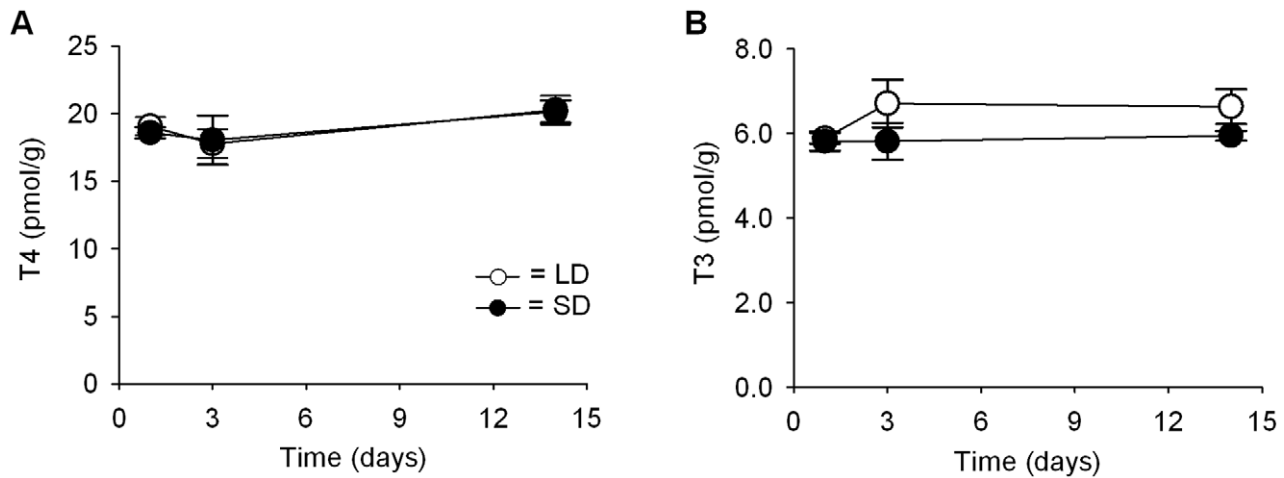 A
25
20
15
10
5
0
T4 (pmol/g)
= LD
= SD
0 3 6 9 12 15
Time (days)
B
8.0
6.0
4.0
2.0
0.0
T3 (pmol/g)
0 3 6 9 12 15
Time (days)